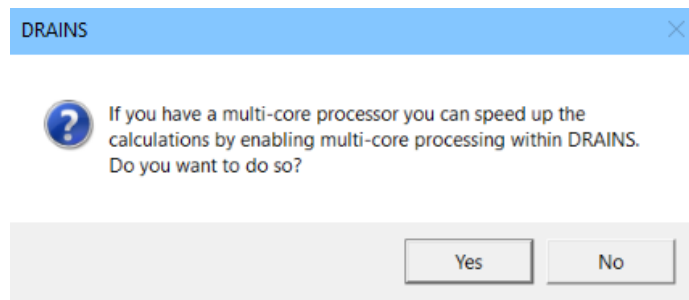 DRAINS
If you have a multi-core processor you can speed up the
calculations by enabling multi-core processing within DRAINS.
Do you want to do so?
Yes
No